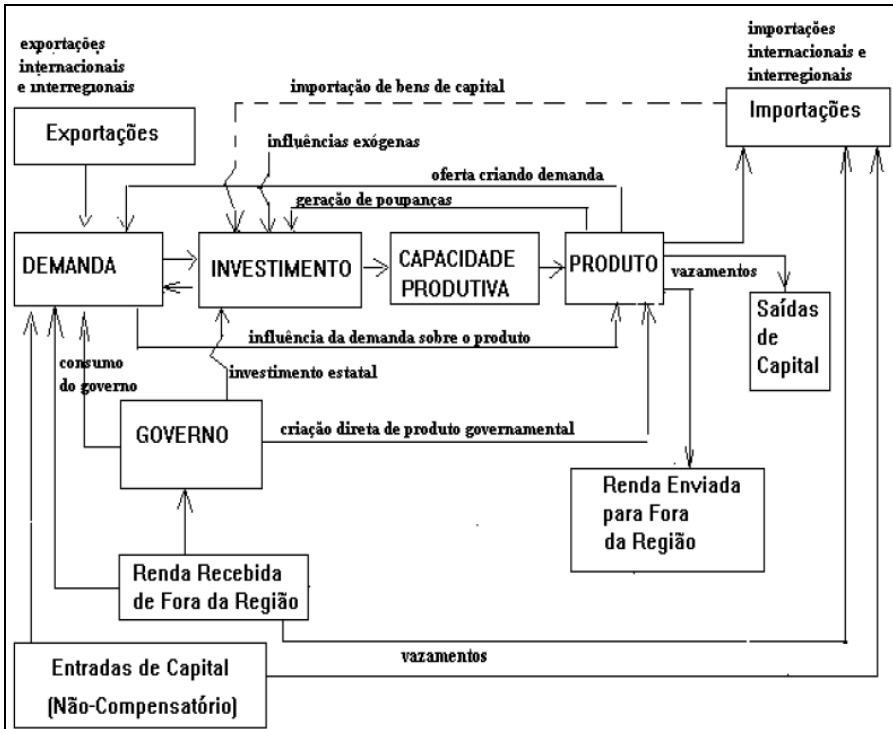 exportações
internacionais
e interregionais
importações
internacionais e
interregionais
importação de bens de capital
Exportações
Importações
influências exógenas
oferta criando demanda
geração de poupanças
DEMANDA
INVESTIMENTO
CAPACIDADE
PRODUTIVA
PRODUTO
vazamentos
Saídas
de
Capital
influência da demanda sobre o produto
consumo
do governo
investimento estatal
GOVERNO
criação direta de produto governamental
Renda Enviada
para Fora
da Região
Renda Recebida
de Fora da Região
vazamentos
Entradas de Capital
(Não-Compensatório)